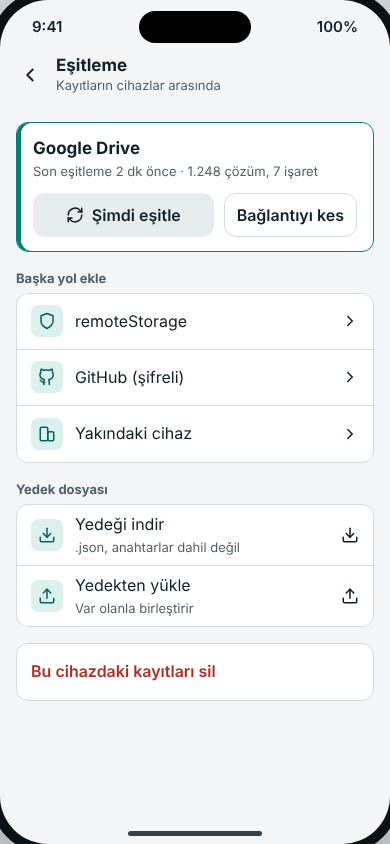 9:41
100%
Eşitleme
Kayıtların cihazlar arasında
Google Drive
Son eşitleme 2 dk önce · 1.248 çözüm, 7 işaret
Şimdi eşitle
Bağlantıyı kes
Başka yol ekle
remoteStorage
GitHub (şifreli)
Yakındaki cihaz
Yedek dosyası
Yedeği indir
.json, anahtarlar dahil değil
Yedekten yükle
Var olanla birleştirir
Bu cihazdaki kayıtları sil